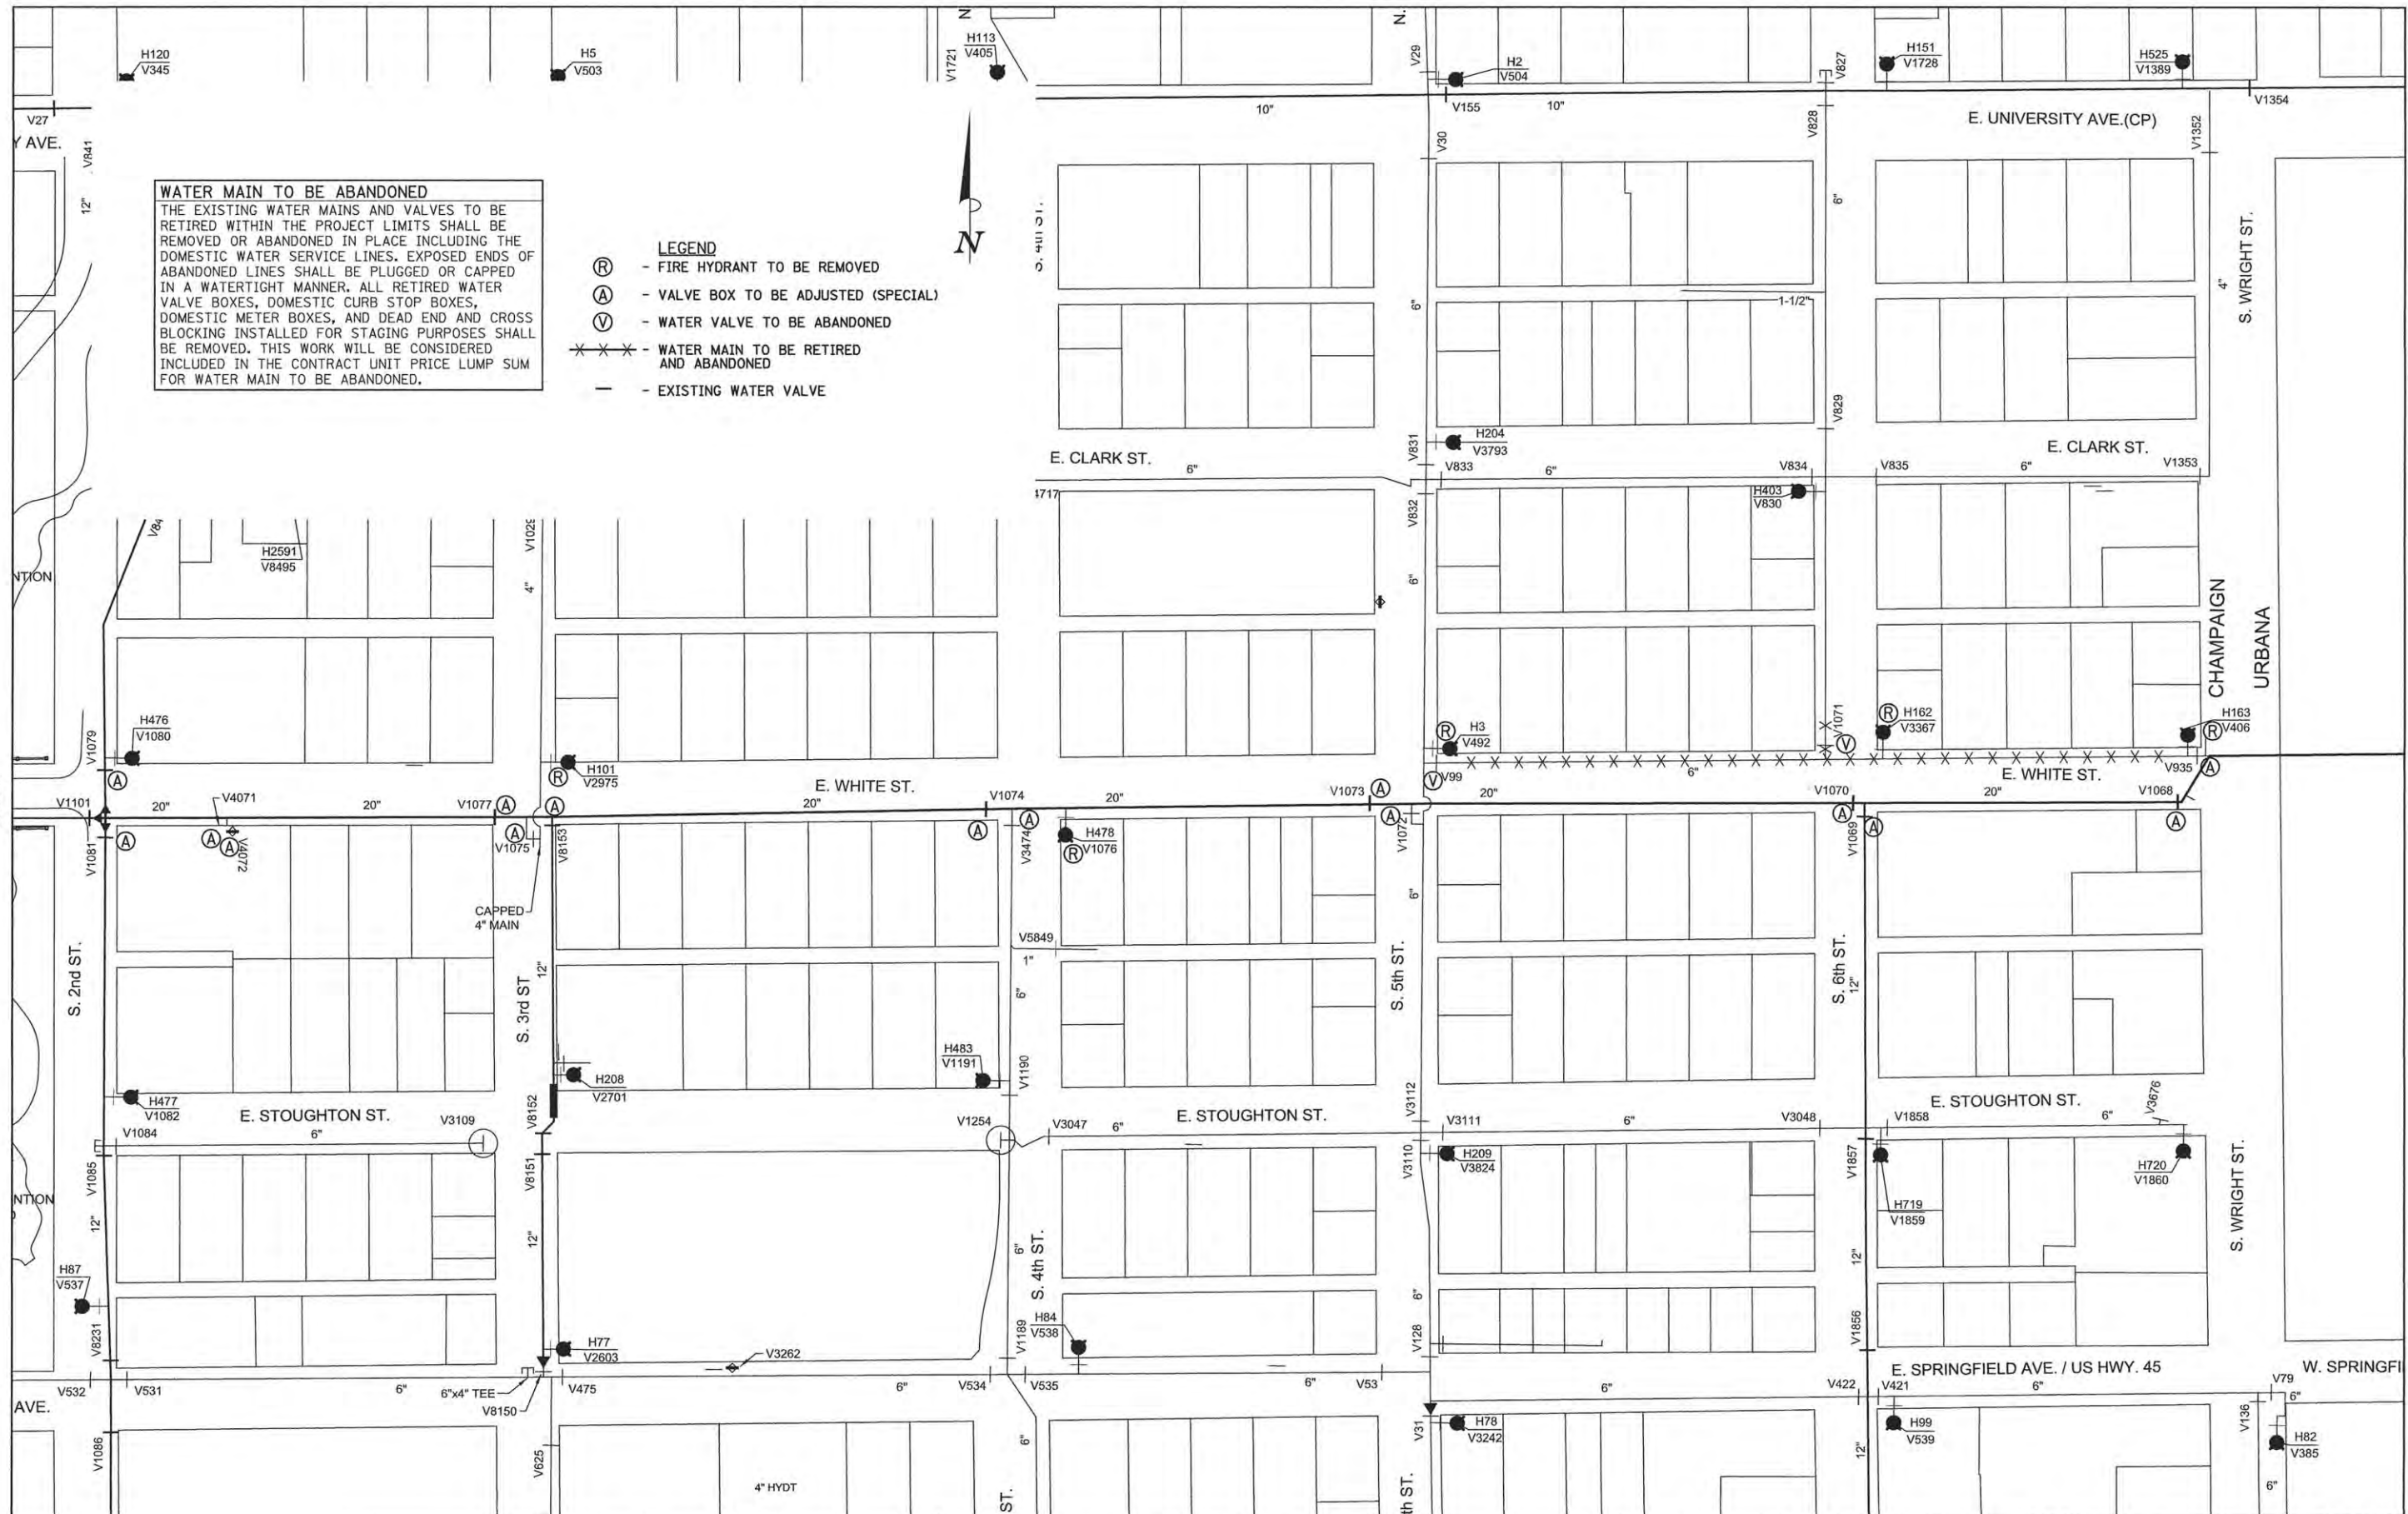 H120
V345
H5
V503
N
V1721
H113
V405
N.
V29
H2
V504
V827
H151
V1728
H525
V1389
V27
10"
V155
10"
V1354
Y AVE.
V841
12"
V30
V828
E. UNIVERSITY AVE.(CP)
V1352
WATER MAIN TO BE ABANDONED
THE EXISTING WATER MAINS AND VALVES TO BE
RETIRED WITHIN THE PROJECT LIMITS SHALL BE
REMOVED OR ABANDONED IN PLACE INCLUDING THE
DOMESTIC WATER SERVICE LINES. EXPOSED ENDS OF
ABANDONED LINES SHALL BE PLUGGED OR CAPPED
IN A WATERTIGHT MANNER. ALL RETIRED WATER
VALVE BOXES, DOMESTIC CURB STOP BOXES,
DOMESTIC METER BOXES, AND DEAD END AND CROSS
BLOCKING INSTALLED FOR STAGING PURPOSES SHALL
BE REMOVED. THIS WORK WILL BE CONSIDERED
INCLUDED IN THE CONTRACT UNIT PRICE LUMP SUM
FOR WATER MAIN TO BE ABANDONED.
LEGEND
R - FIRE HYDRANT TO BE REMOVED
A - VALVE BOX TO BE ADJUSTED (SPECIAL)
V - WATER VALVE TO BE ABANDONED
X X X - WATER MAIN TO BE RETIRED
AND ABANDONED
- EXISTING WATER VALVE
N
S. 4th ST.
6"
6"
S. WRIGHT ST.
4"
1-1/2"
V829
V831
H204
V3793
E. CLARK ST.
6"
V833
6"
V834
V835
6"
E. CLARK ST.
V1353
V84
H2591
V8495
V1029
4"
4717
V832
6"
H403
V830
NTION
CHAMPAIGN
URBANA
V1079
H476
V1080
A
R
H101
V2975
E. WHITE ST.
R
H3
V492
V1071
V
R
H162
V3367
H163
V406
R
V
V99
6"
E. WHITE ST.
V935
A
V1101
20"
V4071
20"
V1077
A
A
20"
V1074
20"
V1073
A
20"
V1070
20"
V1068
V1081
A
A
A
V4072
A
V1075
V8153
A
A
V3474
H478
V1076
R
A
V1072
A
V1069
A
A
CAPPED
4" MAIN
6"
S. 2nd ST.
S. 3rd ST
12"
V5849
1"
6"
S. 5th ST.
S. 6th ST.
12"
H483
V1191
V1190
H208
V2701
H477
V1082
E. STOUGHTON ST.
V8152
E. STOUGHTON ST.
V3112
E. STOUGHTON ST.
V3676
V1084
6"
V3109
V1254
V3047
6"
V3111
6"
V3048
V1858
6"
V1085
V8151
V3110
H209
V3824
V1857
H719
V1859
H720
V1860
NTION
12"
12"
6"
S. 4th ST.
6"
12"
S. WRIGHT ST.
H87
V537
V8231
H77
V2603
V3262
V1189
H84
V538
V128
V1856
V532
V531
6"
6"x4" TEE
V8150
V475
6"
V534
V535
6"
V53
6"
V422
V421
E. SPRINGFIELD AVE. / US HWY. 45
6"
V79
6"
W. SPRINGFI
AVE.
V1086
V625
4" HYDT
6"
ST.
V31
H78
V3242
th ST.
12"
H99
V539
V136
H82
V385
6"